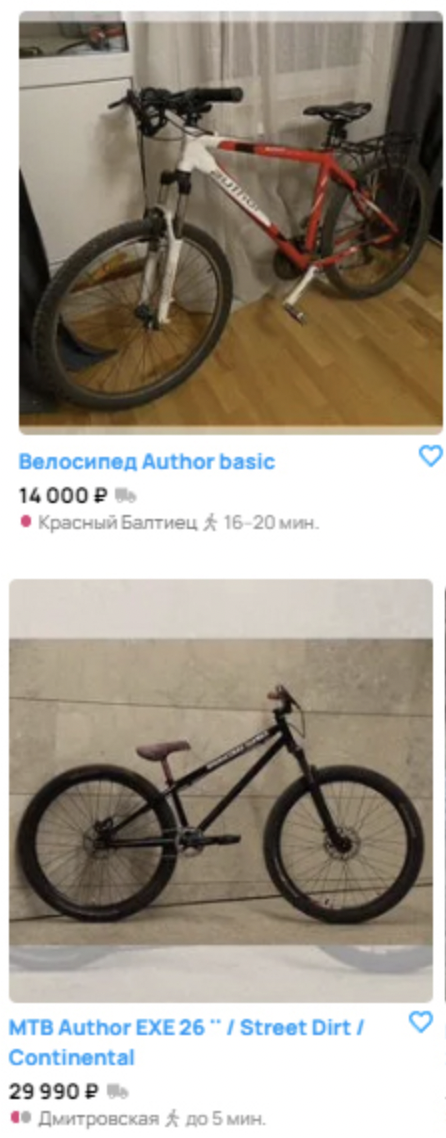 Author
Велосипед Author basic
14 000 ₽
Красный Балтиец 16–20 мин.
MTB Author EXE 26 '' / Street Dirt /
Continental
29 990 ₽
Дмитровская до 5 мин.